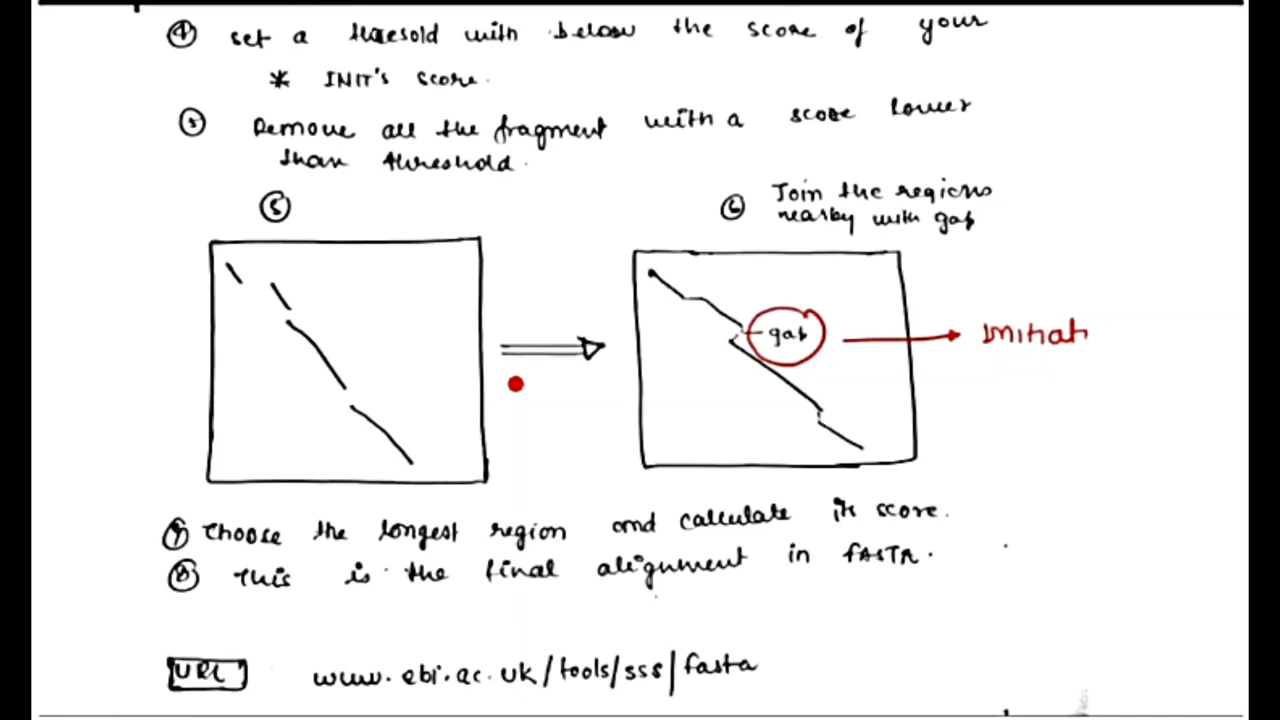 ④ set a thresold with below the score of your
* INIT's score.
⑤ Remove all the fragment with a score lower
than threshold.
⑤
⑥ Join the regions
nearby with gap
gap
⑦ Choose the longest region and calculate its score.
⑧ This is the final alignment in FASTA.
URL www.ebi.ac.uk/tools/sss/fasta